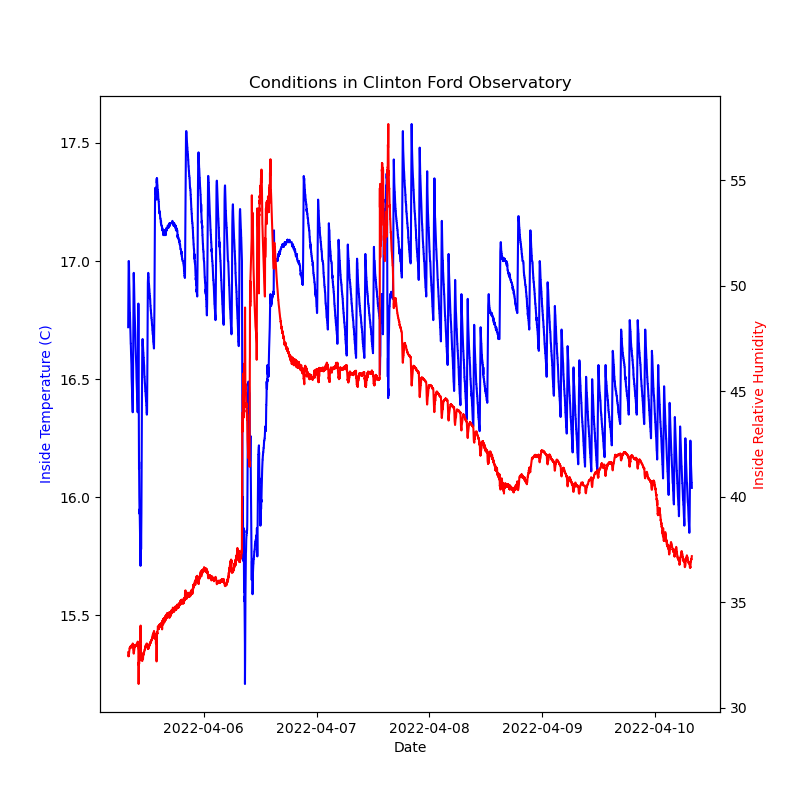 Conditions in Clinton Ford Observatory
17.5
17.0
16.5
16.0
15.5
Inside Temperature (C)
55
50
45
40
35
30
Inside Relative Humidity
2022-04-06 2022-04-07 2022-04-08 2022-04-09 2022-04-10
Date